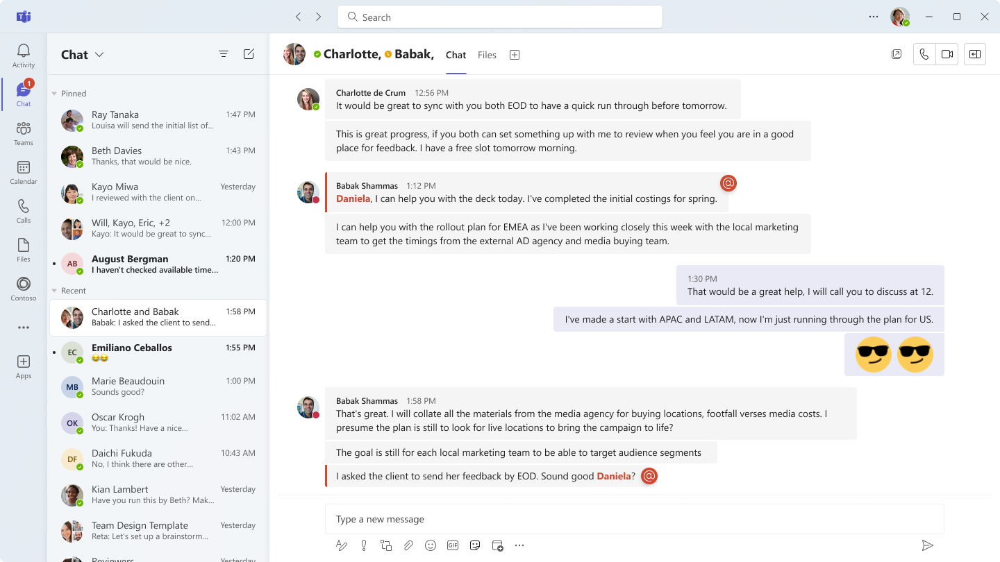 Search
Activity
1
Chat
Teams
Calendar
Calls
Files
Contoso
Apps
Chat
Pinned
Ray Tanaka 1:47 PM
Louisa will send the initial list of...
Beth Davies 1:43 PM
Thanks, that would be nice.
Kayo Miwa Yesterday
I reviewed with the client on...
Will, Kayo, Eric, +2 12:00 PM
Kayo: It would be great to sync...
AB
August Bergman 1:20 PM
I haven't checked available time...
Recent
Charlotte and Babak 1:58 PM
Babak: I asked the client to send...
EC
Emiliano Ceballos 1:55 PM
😂😂
MB
Marie Beaudouin 1:00 PM
Sounds good?
OK
Oscar Krogh 11:02 AM
You: Thanks! Have a nice...
DF
Daichi Fukuda 10:43 AM
No, I think there are other...
Kian Lambert Yesterday
Have you run this by Beth? Mak...
Team Design Template Yesterday
Reta: Let's set up a brainstorm...
Reviewers Yesterday
Charlotte, Babak, Chat Files
Charlotte de Crum 12:56 PM
It would be great to sync with you both EOD to have a quick run through before tomorrow.
This is great progress, if you both can set something up with me to review when you feel you are in a good
place for feedback. I have a free slot tomorrow morning.
Babak Shammas 1:12 PM
@
Daniela, I can help you with the deck today. I've completed the initial costings for spring.
I can help you with the rollout plan for EMEA as I've been working closely this week with the local marketing
team to get the timings from the external AD agency and media buying team.
1:30 PM
That would be a great help, I will call you to discuss at 12.
I've made a start with APAC and LATAM, now I'm just running through the plan for US.
😎😎
Babak Shammas 1:58 PM
That's great. I will collate all the materials from the media agency for buying locations, footfall verses media costs. I
presume the plan is still to look for live locations to bring the campaign to life?
The goal is still for each local marketing team to be able to target audience segments
I asked the client to send her feedback by EOD. Sound good Daniela? @
Type a new message
GIF